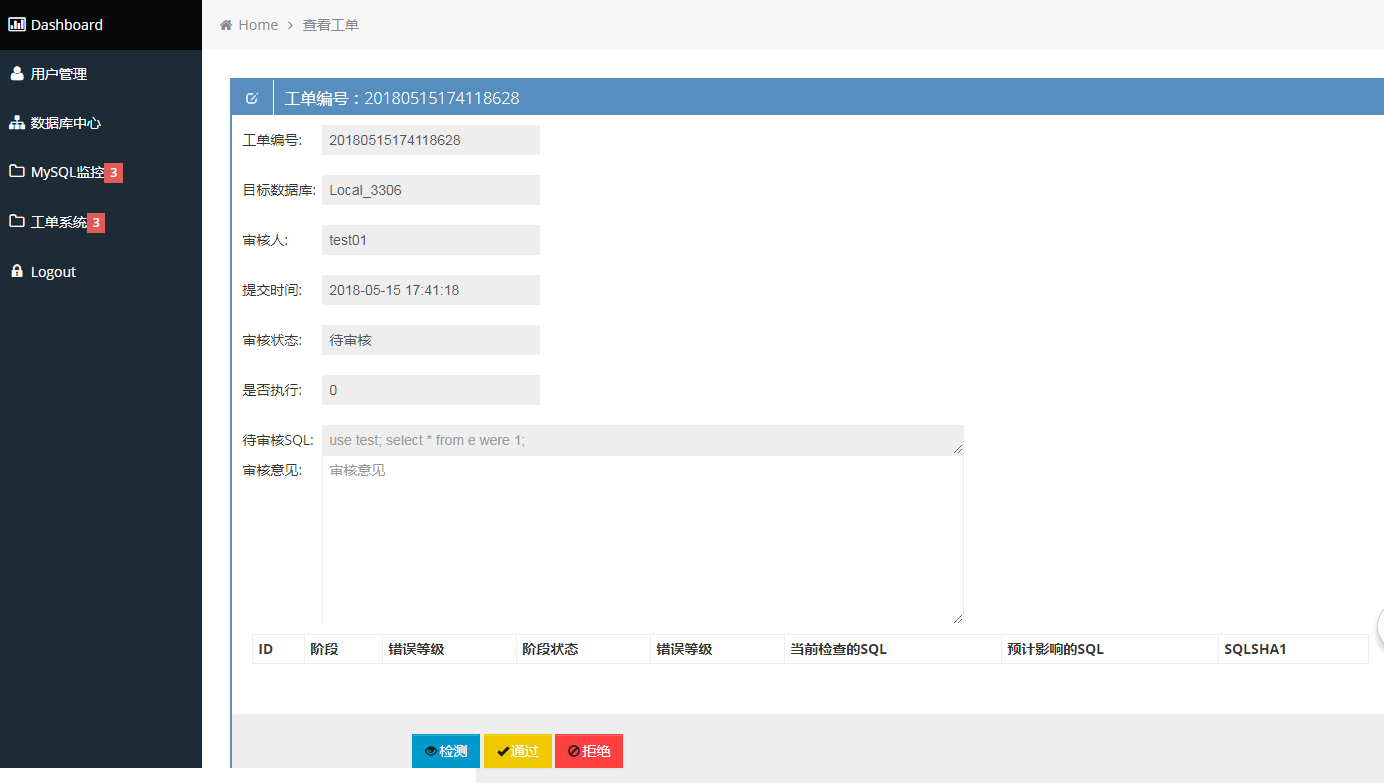 Dashboard
用户管理
数据库中心
MySQL监控3
工单系统3
Logout
Home > 查看工单
工单编号：20180515174118628
工单编号: 20180515174118628
目标数据库: Local_3306
审核人: test01
提交时间: 2018-05-15 17:41:18
审核状态: 待审核
是否执行: 0
待审核SQL: use test; select * from e were 1;
审核意见: 审核意见
ID 阶段 错误等级 阶段状态 错误等级 当前检查的SQL 预计影响的SQL SQLSHA1
检测 通过 拒绝